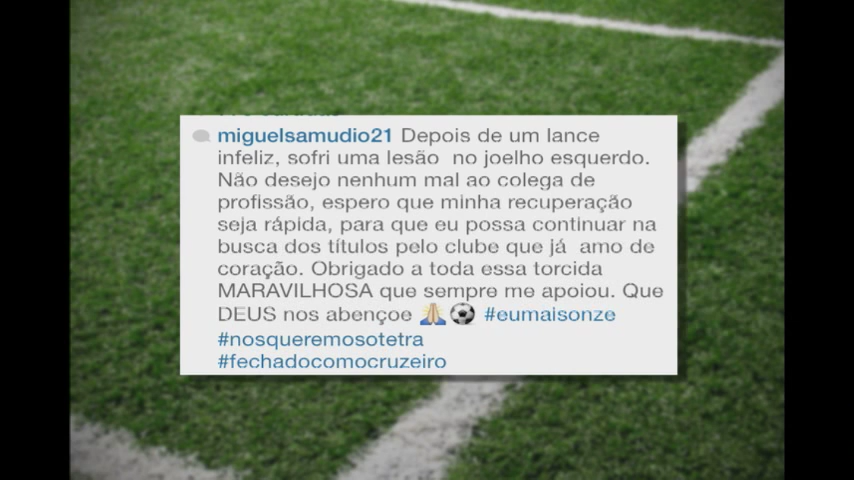 miguelsamudio21 Depois de um lance
infeliz, sofri uma lesão no joelho esquerdo.
Não desejo nenhum mal ao colega de
profissão, espero que minha recuperação
seja rápida, para que eu possa continuar na
busca dos títulos pelo clube que já amo de
coração. Obrigado a toda essa torcida
MARAVILHOSA que sempre me apoiou. Que
DEUS nos abençoe 🙏⚽ #eumaisonze
#nosqueremosotetra
#fechadocomocruzeiro